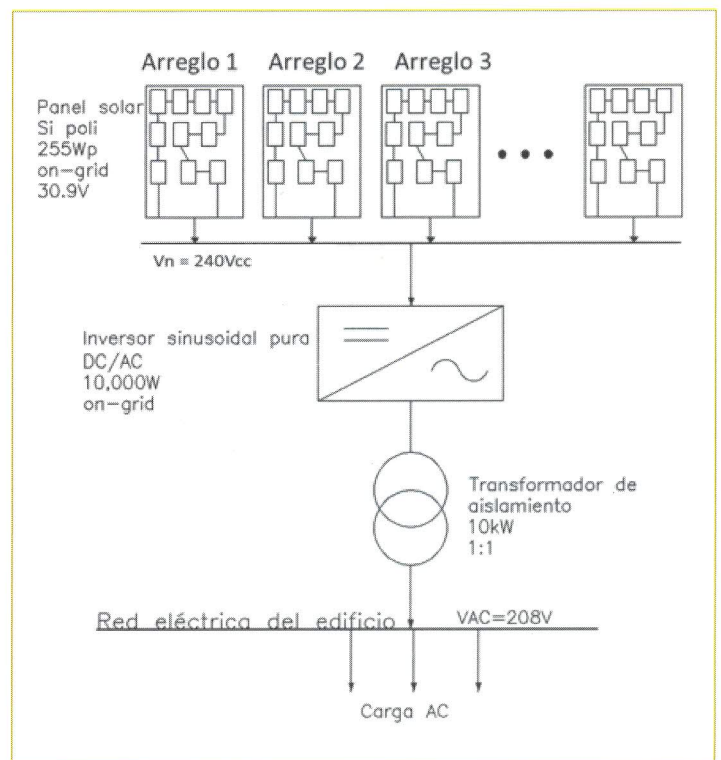 Arreglo 1
Arreglo 2
Arreglo 3
Panel solar
Si poli
255Wp
on-grid
30.9V
Vn = 240Vcc
Inversor sinusoidal pura
DC/AC
10,000W
on-grid
Transformador de
aislamiento
10kW
1:1
Red eléctrica del edificio
VAC=208V
Carga AC